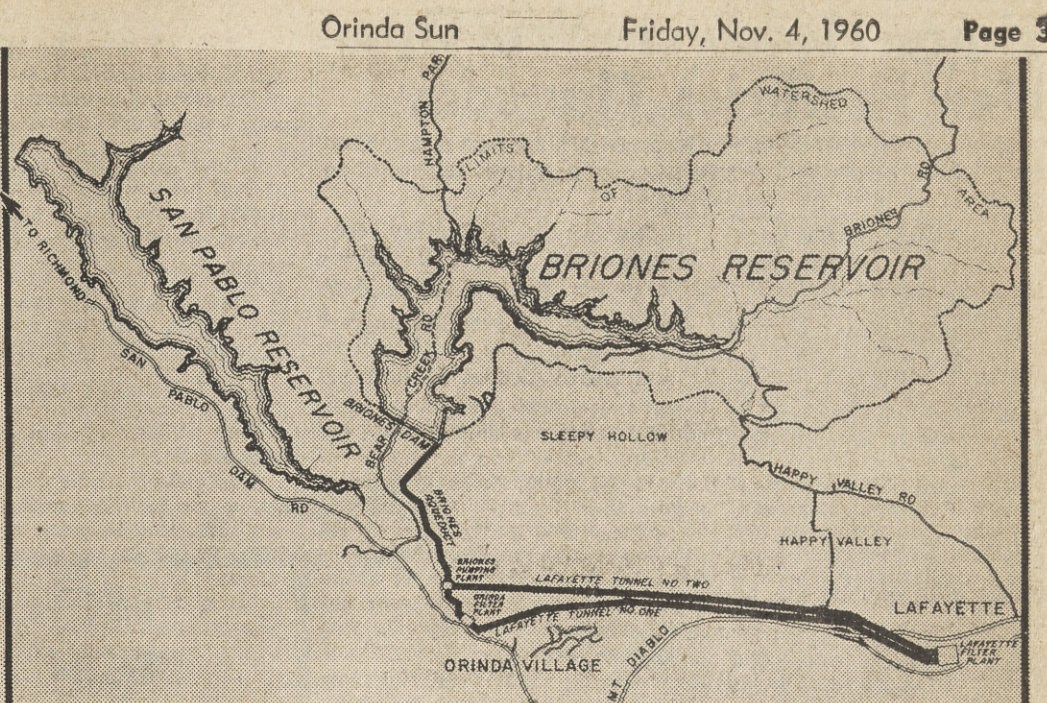 Orinda Sun Friday, Nov. 4, 1960 Page 3
HAMPTON PAR
WATERSHED
LIMITS
OF
AREA
BRIONES RD
TO RICHMOND
SAN PABLO RESERVOIR
BRIONES RESERVOIR
SAN PABLO DAM RD
BEAR CREEK RD
BRIONES DAM
SLEEPY HOLLOW
HAPPY VALLEY RD
HAPPY VALLEY
BRIONES
AQUEDUCT
BRIONES
PUMPING
PLANT
ORINDA
FILTER
PLANT
LAFAYETTE TUNNEL NO TWO
LAFAYETTE TUNNEL NO ONE
LAFAYETTE
LAFAYETTE
FILTER
PLANT
ORINDA VILLAGE
MT DIABLO